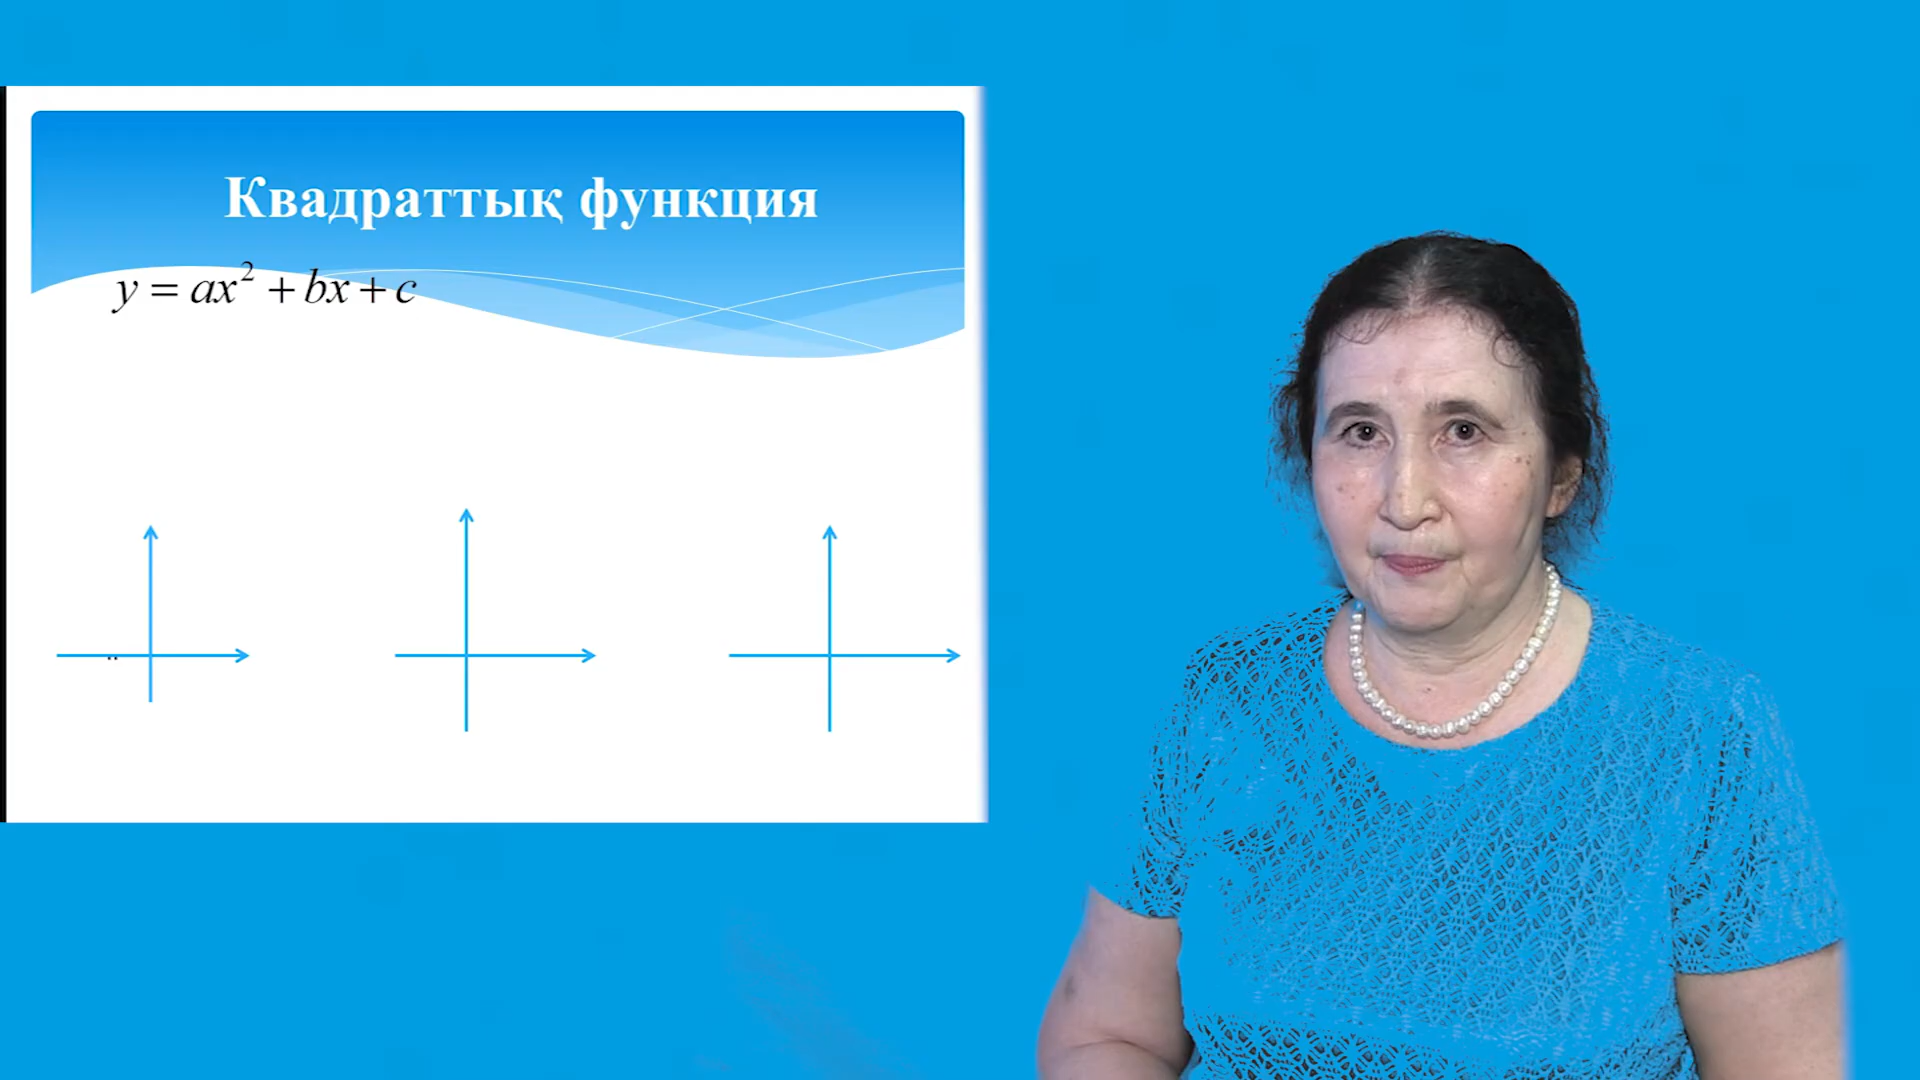 Квадраттық функция
y = ax² + bx + c
..